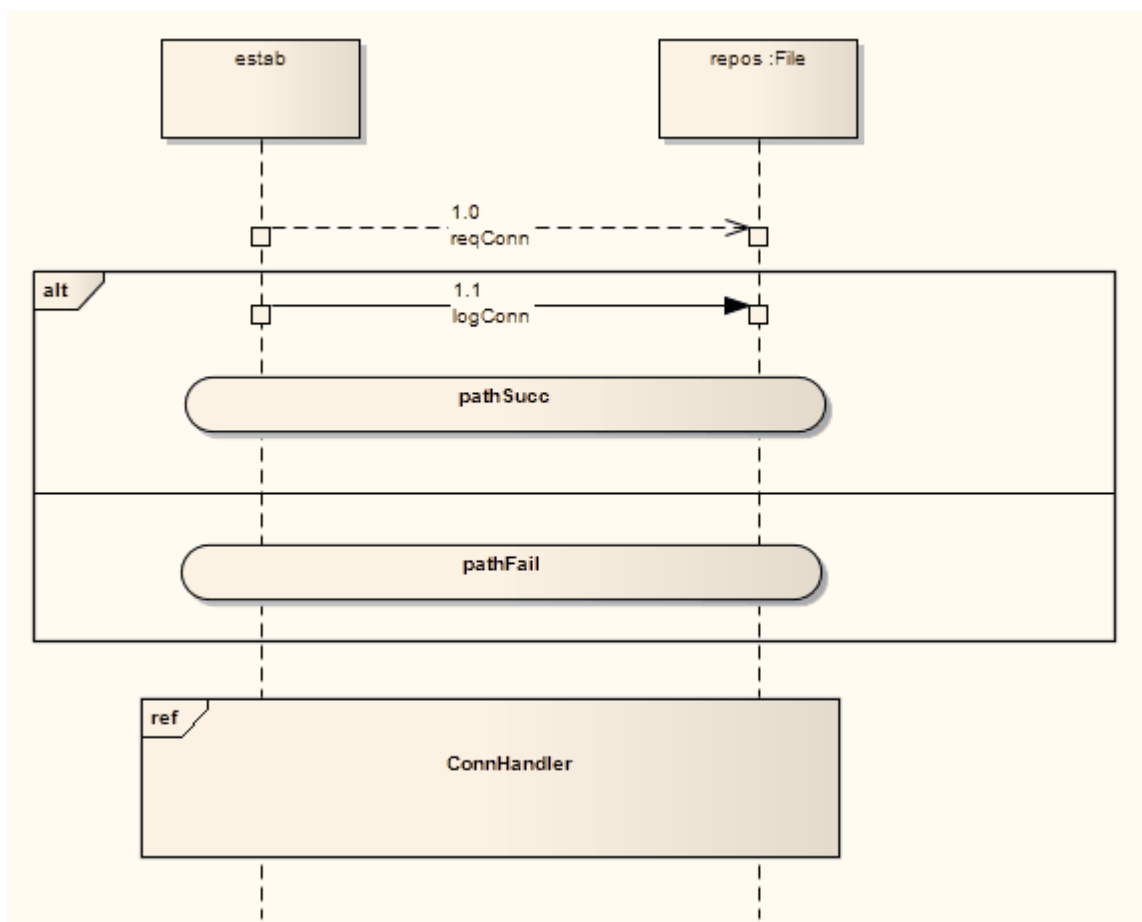 estab
repos :File
1.0
reqConn
alt
1.1
logConn
pathSucc
pathFail
ref
ConnHandler